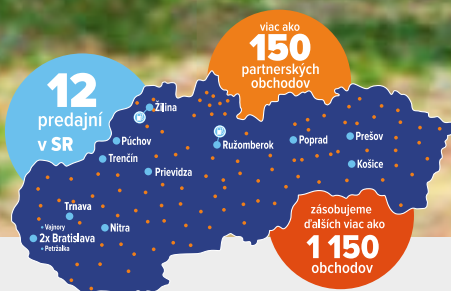 viac ako
150
partnerských
obchodov
12
predajní
v SR
Žilina
Púchov
Ružomberok
Poprad
Prešov
Trenčín
Prievidza
Košice
Trnava
• Vajnory
2x Bratislava
• Petržalka
Nitra
zásobujeme
ďalších viac ako
1 150
obchodov